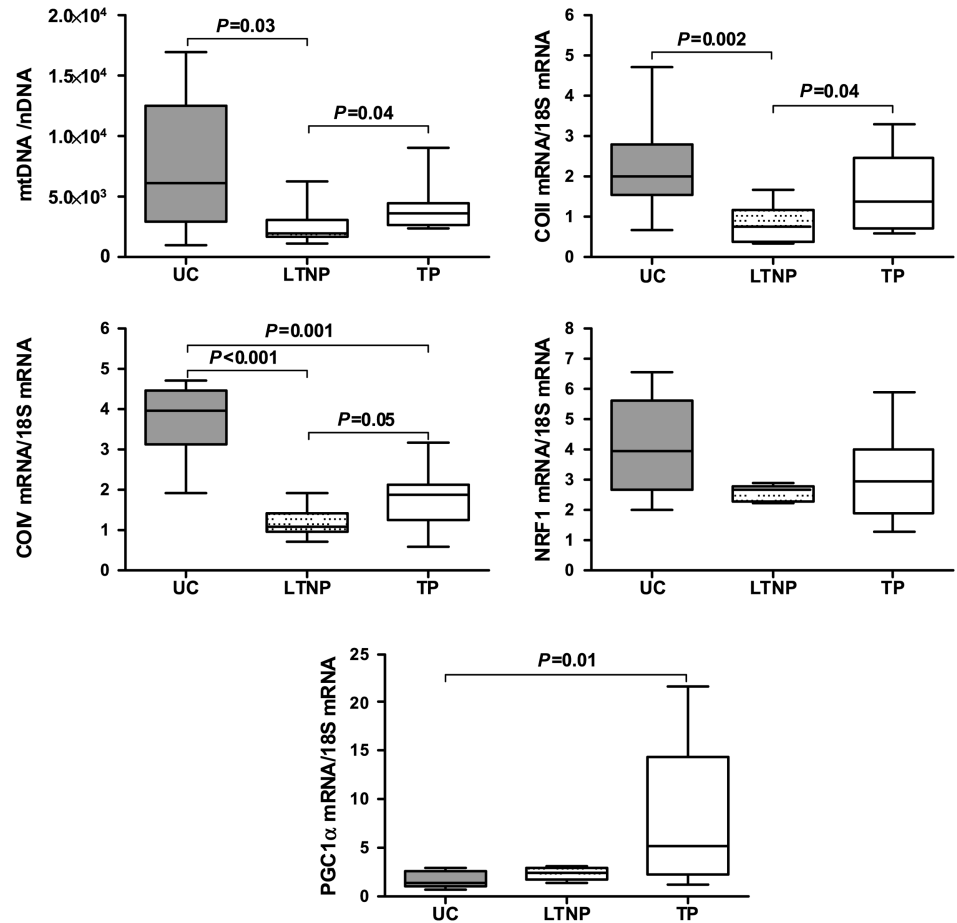 mtDNA /nDNA
2.0×10⁴
1.5×10⁴
1.0×10⁴
5.0×10³
0
P=0.03
P=0.04
UC LTNP TP
COII mRNA/18S mRNA
6
5
4
3
2
1
0
P=0.002
P=0.04
UC LTNP TP
COIV mRNA/18S mRNA
6
5
4
3
2
1
0
P=0.001
P<0.001
P=0.05
UC LTNP TP
NRF1 mRNA/18S mRNA
8
7
6
5
4
3
2
1
0
UC LTNP TP
PGC1α mRNA/18S mRNA
25
20
15
10
5
0
P=0.01
UC LTNP TP